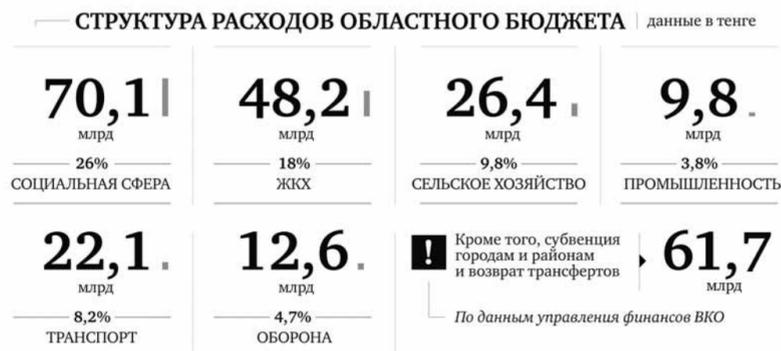 СТРУКТУРА РАСХОДОВ ОБЛАСТНОГО БЮДЖЕТА данные в тенге
70,1
млрд
26%
СОЦИАЛЬНАЯ СФЕРА
48,2
млрд
18%
ЖКХ
26,4
млрд
9,8%
СЕЛЬСКОЕ ХОЗЯЙСТВО
9,8
млрд
3,8%
ПРОМЫШЛЕННОСТЬ
22,1
млрд
8,2%
ТРАНСПОРТ
12,6
млрд
4,7%
ОБОРОНА
!
Кроме того, субвенция
городам и районам
и возврат трансфертов
61,7
млрд
По данным управления финансов ВКО